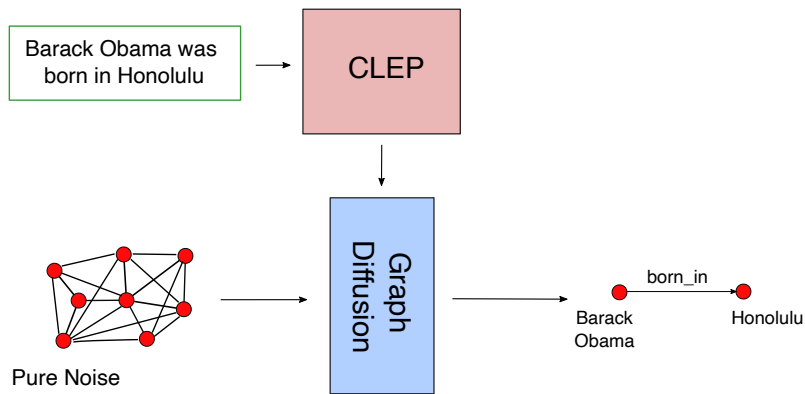 Barack Obama was
born in Honolulu
CLEP
Graph
Diffusion
Pure Noise
born_in
Barack
Obama
Honolulu